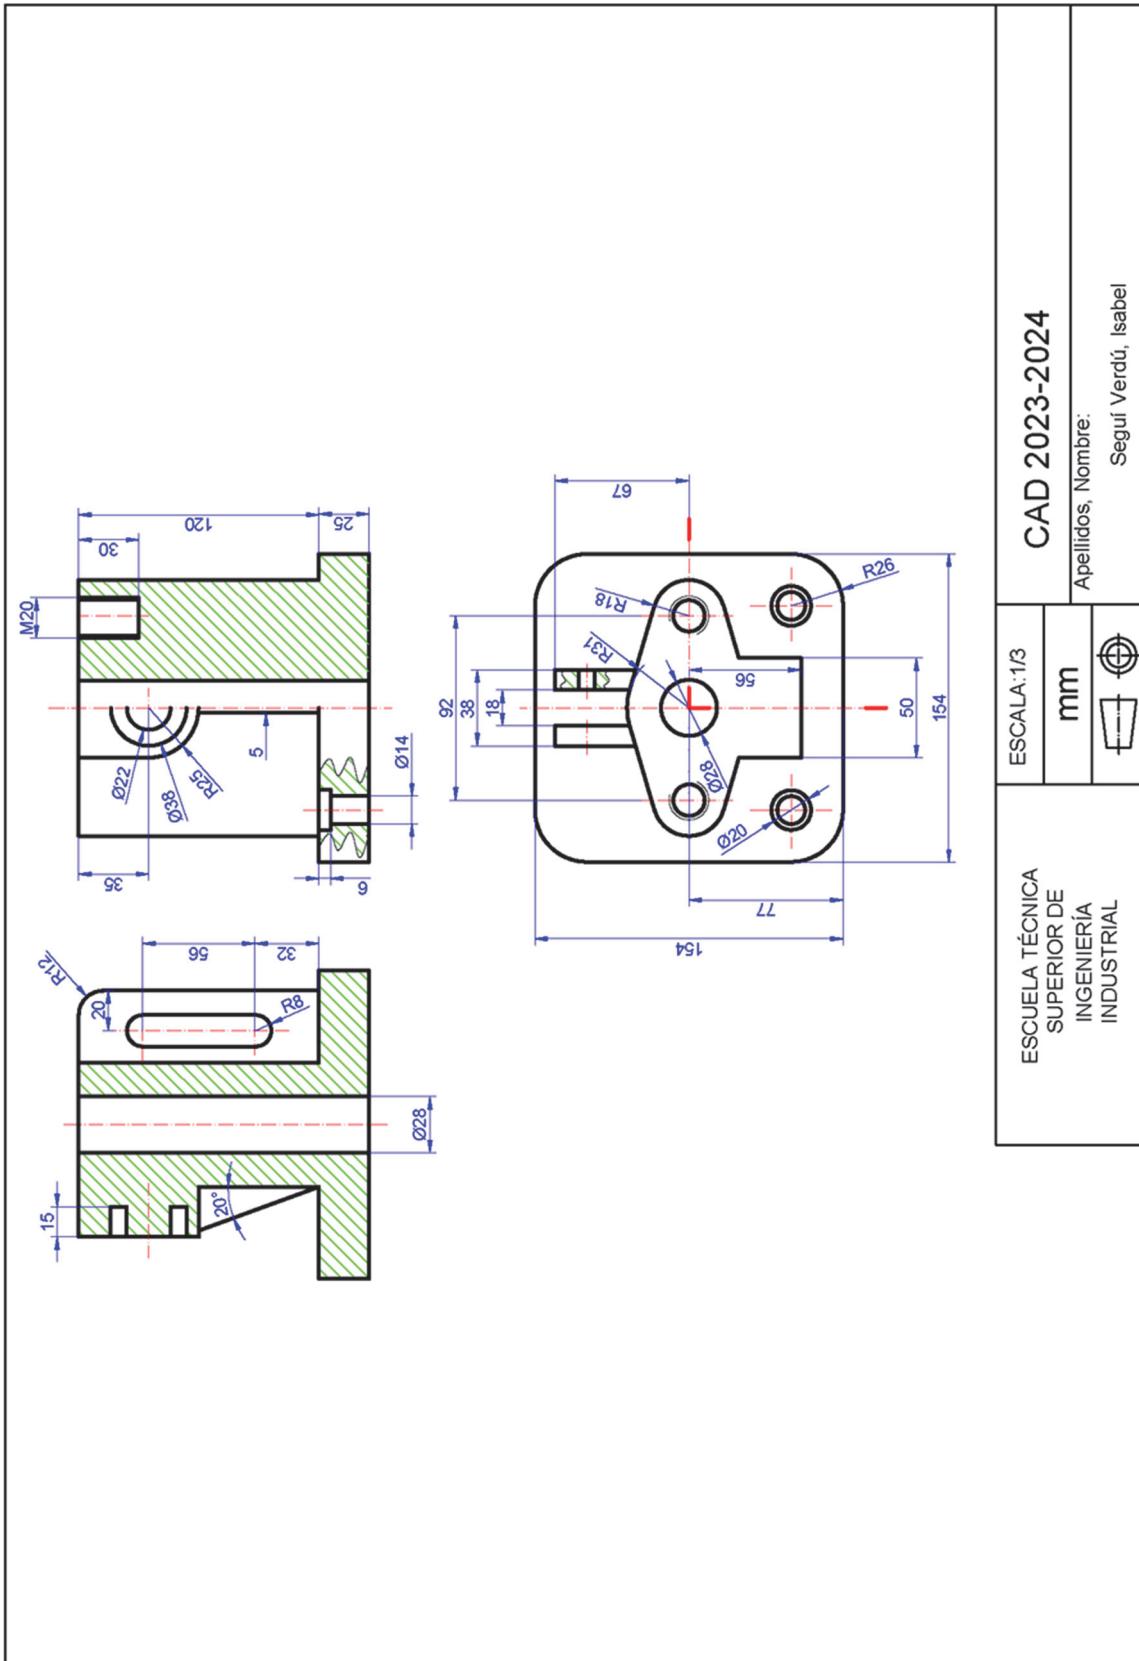 M20
30
120
25
35
Ø22
Ø38
R25
5
6
Ø14
R12
20
56
32
R8
15
20°
Ø28
92
38
18
R18
R31
67
56
Ø28
Ø20
R26
50
154
77
154
ESCUELA TÉCNICA
SUPERIOR DE
INGENIERÍA
INDUSTRIAL
ESCALA:1/3
mm
CAD 2023-2024
Apellidos, Nombre:
Seguí Verdú, Isabel